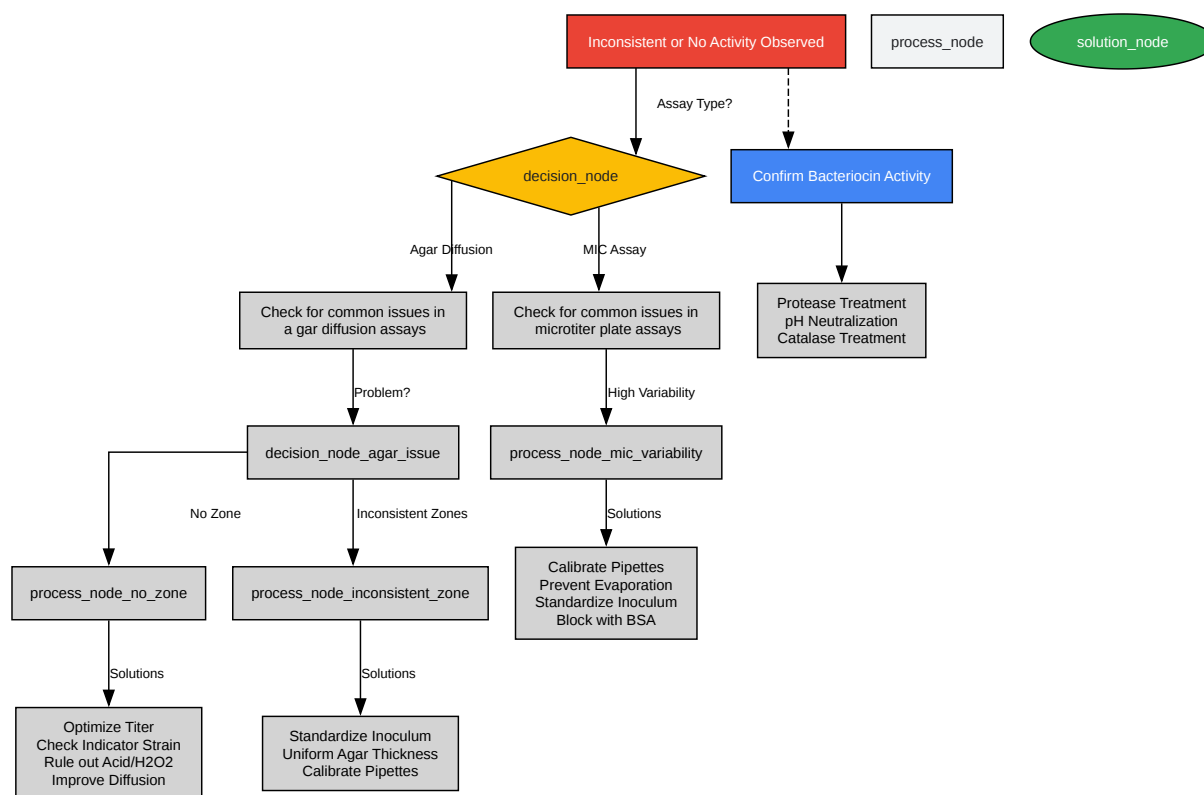 Inconsistent or No Activity Observed
process_node
solution_node
Assay Type?
decision_node
Confirm Bacteriocin Activity
Agar Diffusion
MIC Assay
Check for common issues in
a gar diffusion assays
Check for common issues in
microtiter plate assays
Protease Treatment
pH Neutralization
Catalase Treatment
Problem?
High Variability
decision_node_agar_issue
process_node_mic_variability
No Zone
Inconsistent Zones
Solutions
Calibrate Pipettes
Prevent Evaporation
Standardize Inoculum
Block with BSA
process_node_no_zone
process_node_inconsistent_zone
Solutions
Solutions
Optimize Titer
Check Indicator Strain
Rule out Acid/H2O2
Improve Diffusion
Standardize Inoculum
Uniform Agar Thickness
Calibrate Pipettes